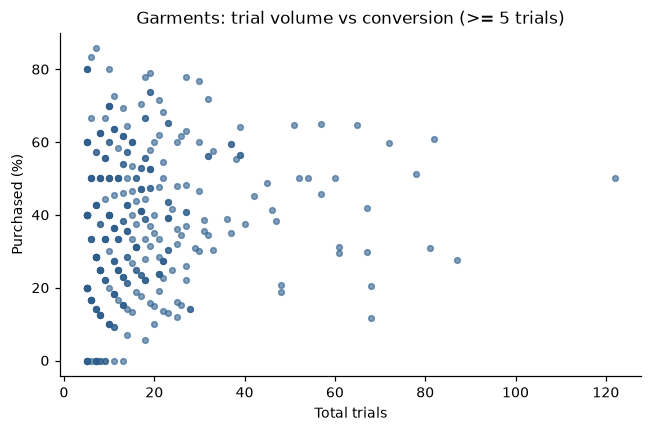 Garments: trial volume vs conversion (>= 5 trials)
80
60
40
20
0
Purchased (%)
0 20 40 60 80 100 120
Total trials